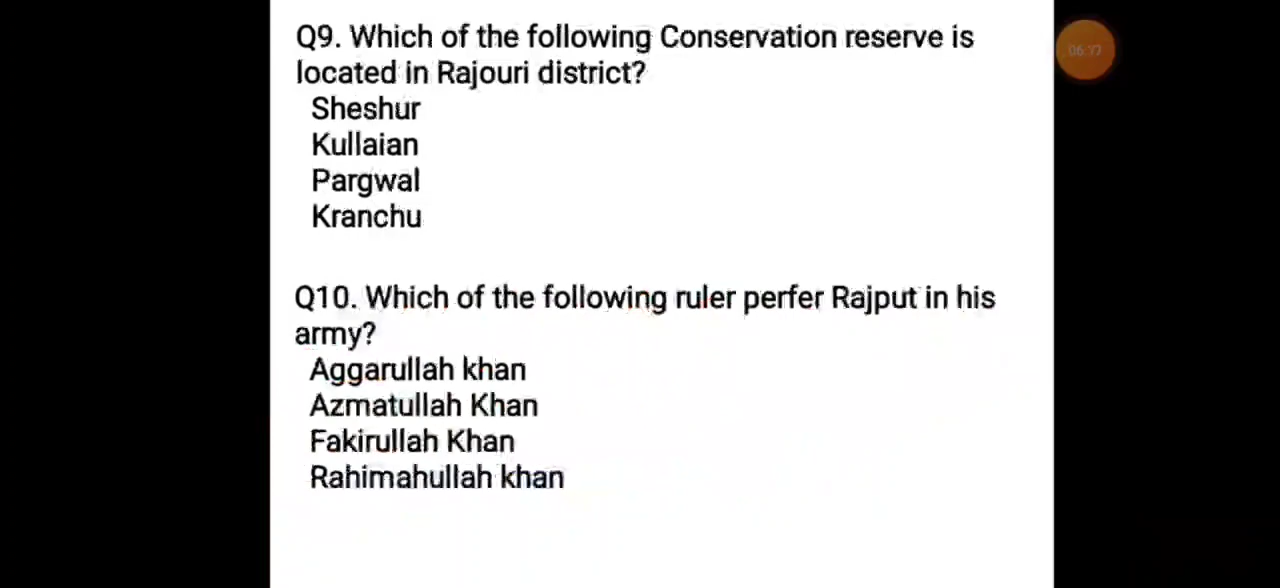 Q9. Which of the following Conservation reserve is
located in Rajouri district?
Sheshur
Kullaian
Pargwal
Kranchu
Q10. Which of the following ruler perfer Rajput in his
army?
Aggarullah khan
Azmatullah Khan
Fakirullah Khan
Rahimahullah khan